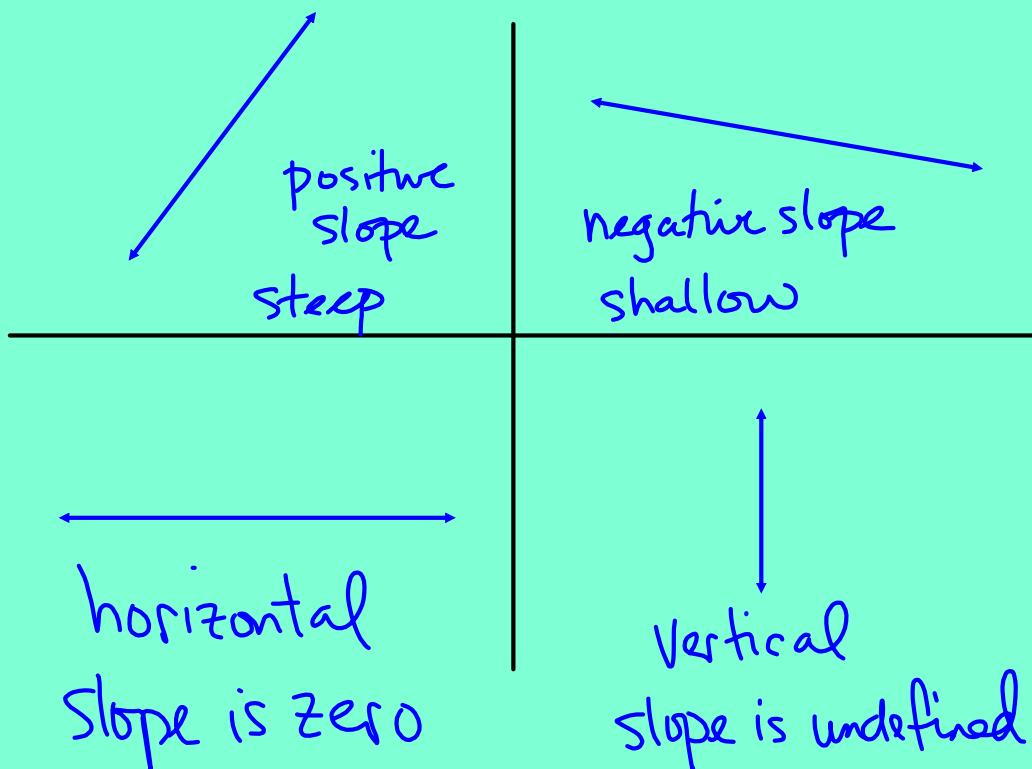 positive
slope
steep
negative slope
shallow
horizontal
slope is zero
vertical
slope is undefined